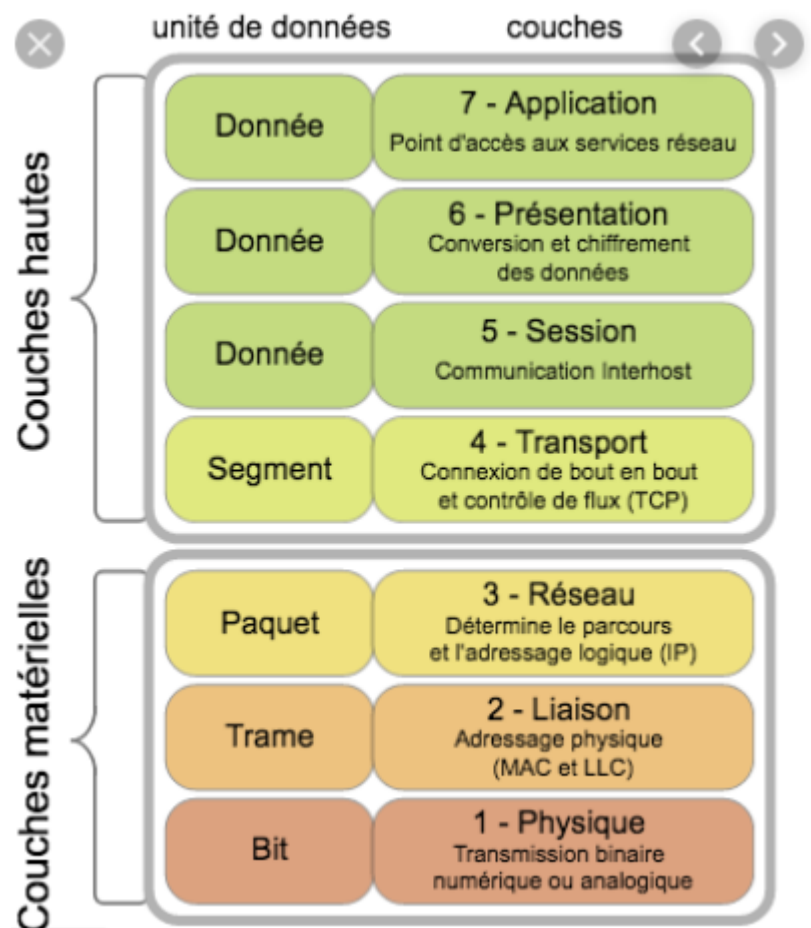 unité de données couches
Couches hautes
Donnée
7 - Application
Point d'accès aux services réseau
Donnée
6 - Présentation
Conversion et chiffrement
des données
Donnée
5 - Session
Communication Interhost
Segment
4 - Transport
Connexion de bout en bout
et contrôle de flux (TCP)
Couches matérielles
Paquet
3 - Réseau
Détermine le parcours
et l'adressage logique (IP)
Trame
2 - Liaison
Adressage physique
(MAC et LLC)
Bit
1 - Physique
Transmission binaire
numérique ou analogique